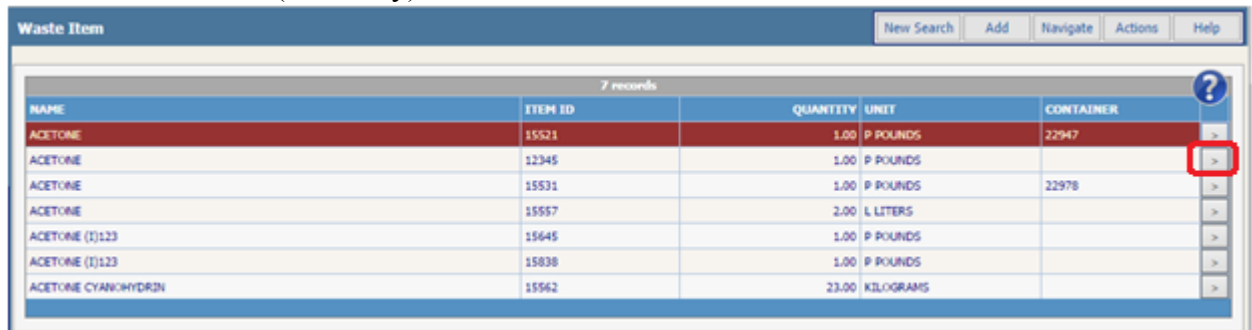 Waste Item New Search Add Navigate Actions Help
7 records ?
NAME ITEM ID QUANTITY UNIT CONTAINER
ACETONE 15521 1.00 P POUNDS 22947 >
ACETONE 12345 1.00 P POUNDS >
ACETONE 15531 1.00 P POUNDS 22978 >
ACETONE 15557 2.00 L LITERS >
ACETONE (I)123 15645 1.00 P POUNDS >
ACETONE (I)123 15838 1.00 P POUNDS >
ACETONE CYANOHYDRIN 15562 23.00 KILOGRAMS >